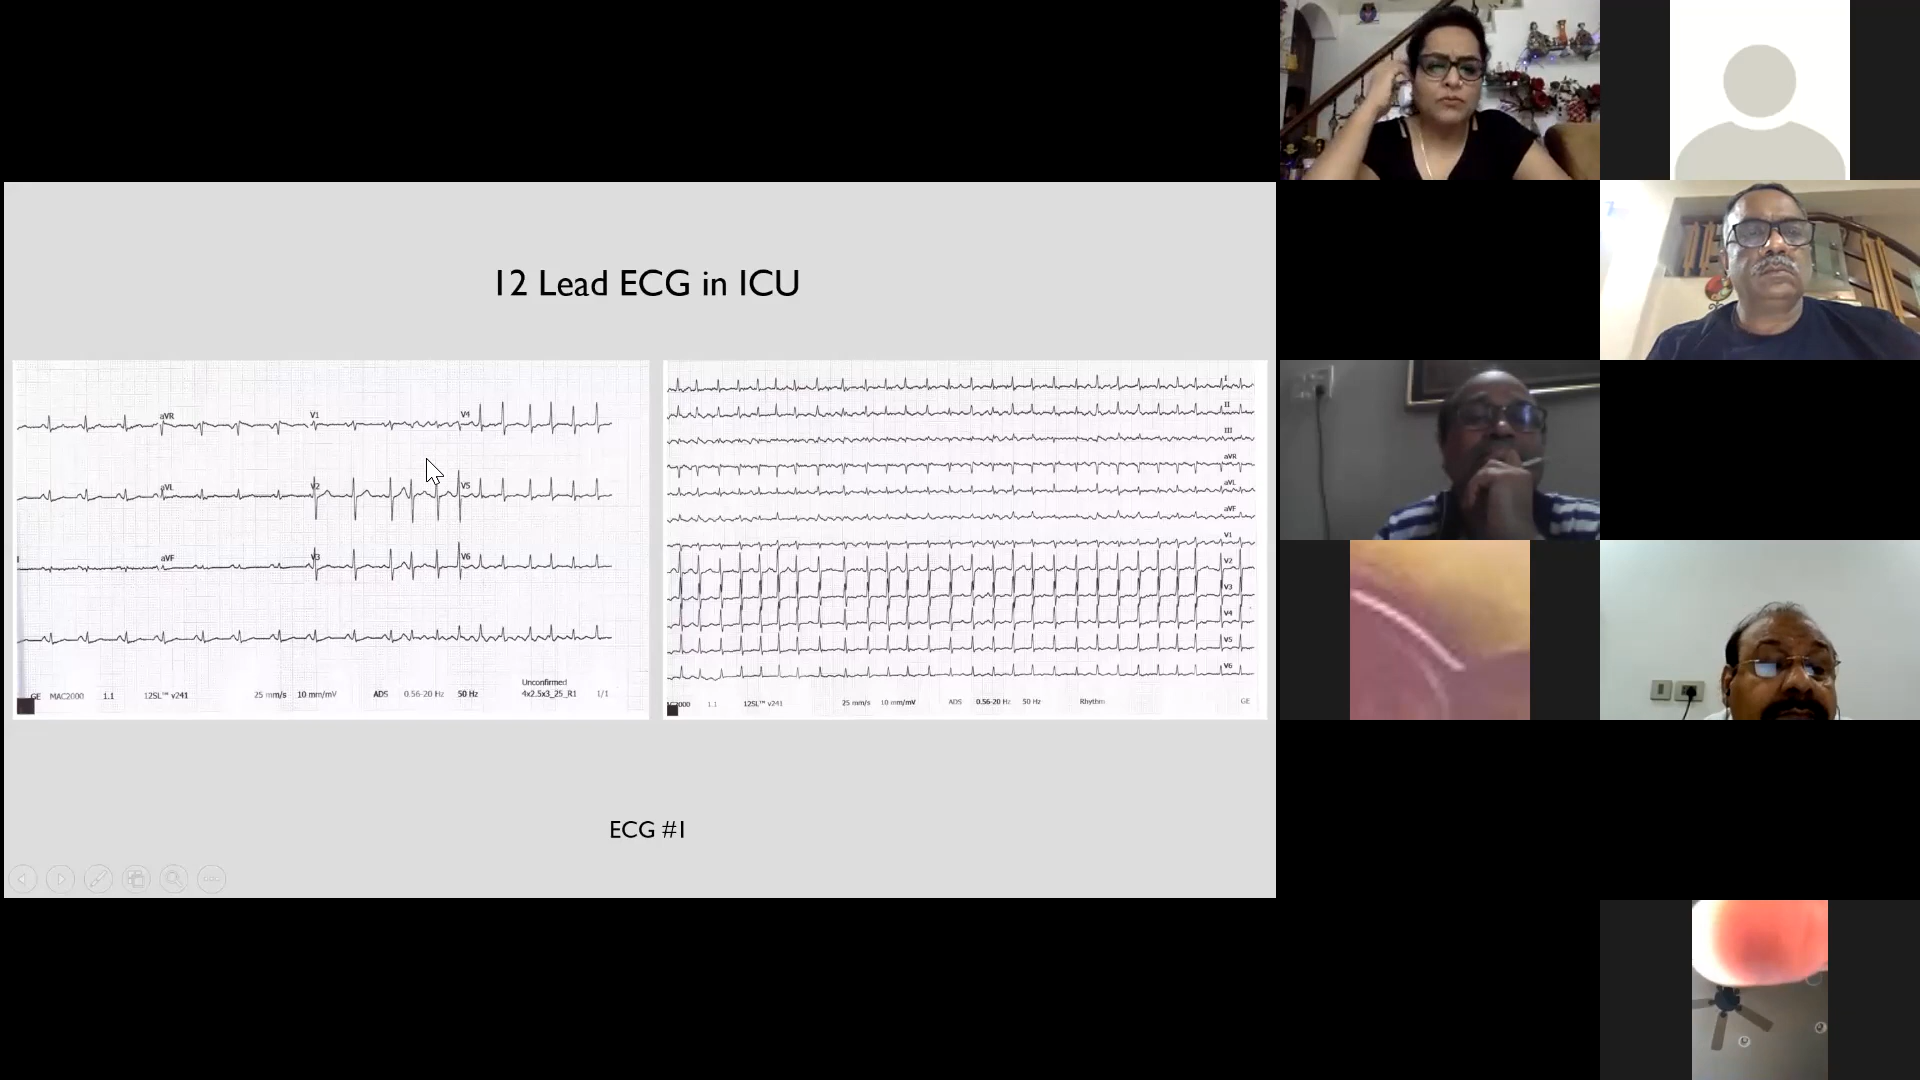 12 Lead ECG in ICU
aVR
V1
V4
aVL
V2
V5
aVF
V3
V6
Unconfirmed
GE MAC2000 1.1 12SL™ v241 25 mm/s 10 mm/mV ADS 0.56-20 Hz 50 Hz 4x2.5x3_25_R1 1/1
I
II
III
aVR
aVL
aVF
V1
V2
V3
V4
V5
V6
1.1 12SL™ v241 25 mm/s 10 mm/mV ADS 0.56-20 Hz 50 Hz Rhythm GE
ECG #1